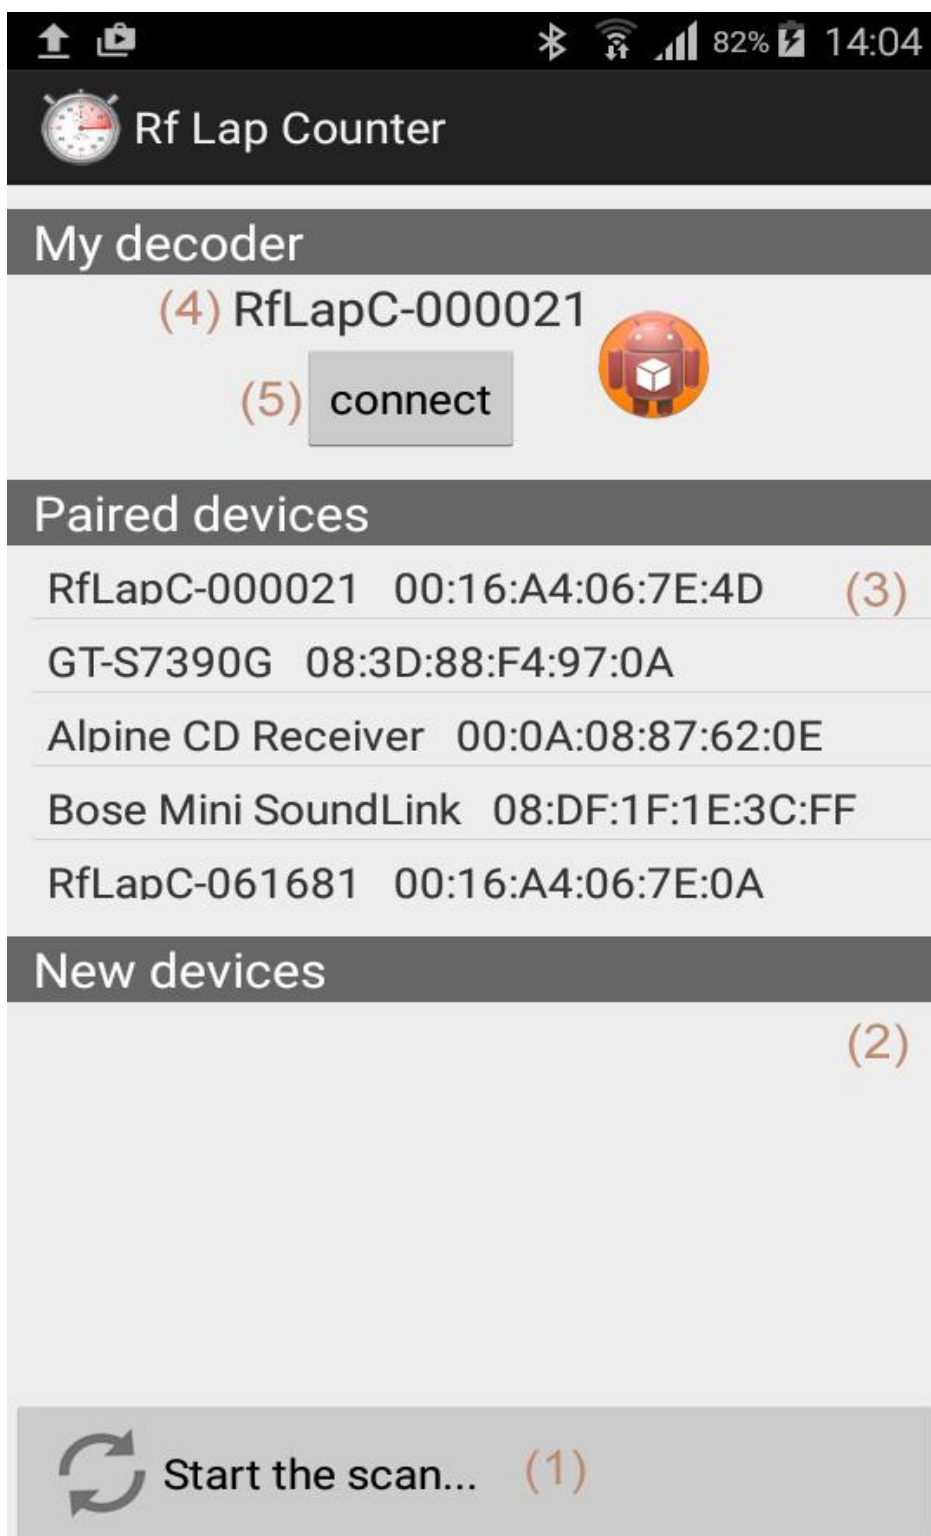 82% 14:04
Rf Lap Counter
My decoder
(4) RfLapC-000021
(5) connect
Paired devices
RfLapC-000021 00:16:A4:06:7E:4D (3)
GT-S7390G 08:3D:88:F4:97:0A
Alpine CD Receiver 00:0A:08:87:62:0E
Bose Mini SoundLink 08:DF:1F:1E:3C:FF
RfLapC-061681 00:16:A4:06:7E:0A
New devices
(2)
Start the scan... (1)